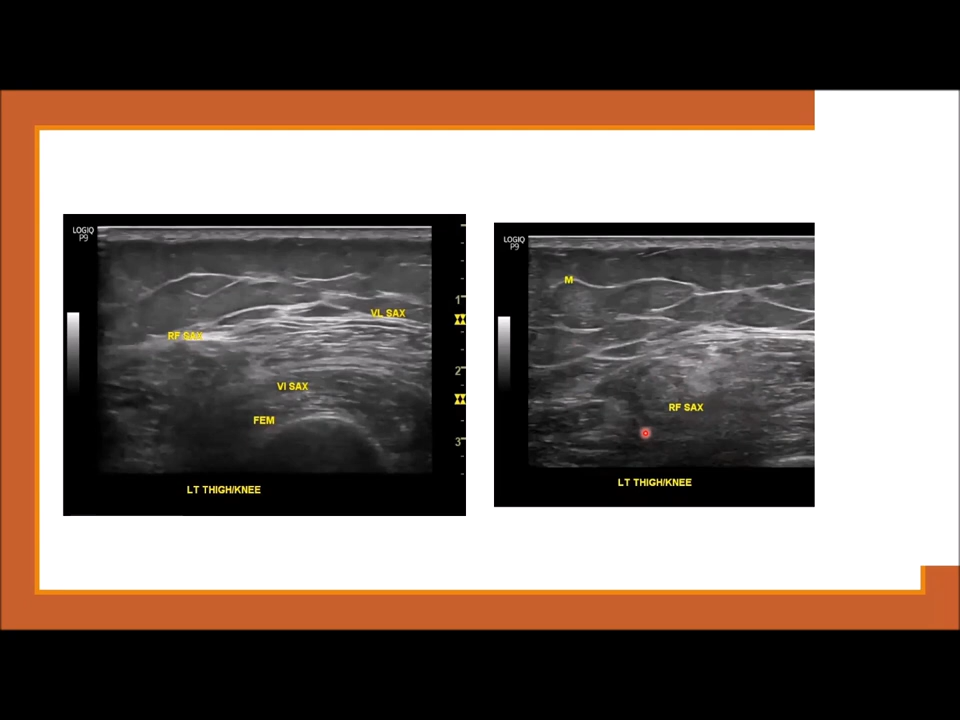 LOGIQ
P9
VL SAX
1
RF SAX
2
VI SAX
FEM
3
LT THIGH/KNEE
LOGIQ
P9
M
RF SAX
LT THIGH/KNEE